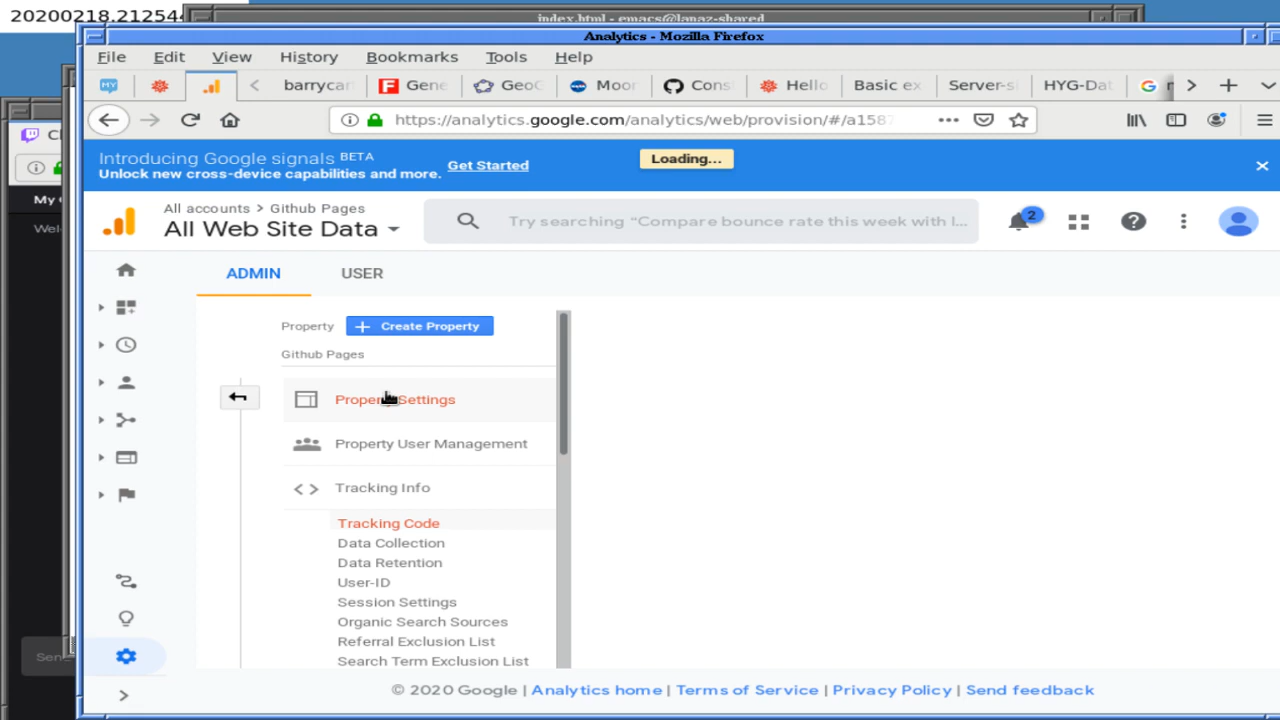 20200218.21254
index.html - emacs@lanaz-shared
Analytics - Mozilla Firefox
File Edit View History Bookmarks Tools Help
barrycar Gene GeoC Moor Cons Hello Basic ex Server-si HYG-Dat
https://analytics.google.com/analytics/web/provision/#/a1587
Introducing Google signals BETA
Unlock new cross-device capabilities and more. Get Started
Loading...
My
Wel
All accounts > Github Pages
All Web Site Data
Try searching "Compare bounce rate this week with l...
2
ADMIN USER
Property + Create Property
Github Pages
Property Settings
Property User Management
Tracking Info
Tracking Code
Data Collection
Data Retention
User-ID
Session Settings
Organic Search Sources
Referral Exclusion List
Search Term Exclusion List
Sen
© 2020 Google | Analytics home | Terms of Service | Privacy Policy | Send feedback